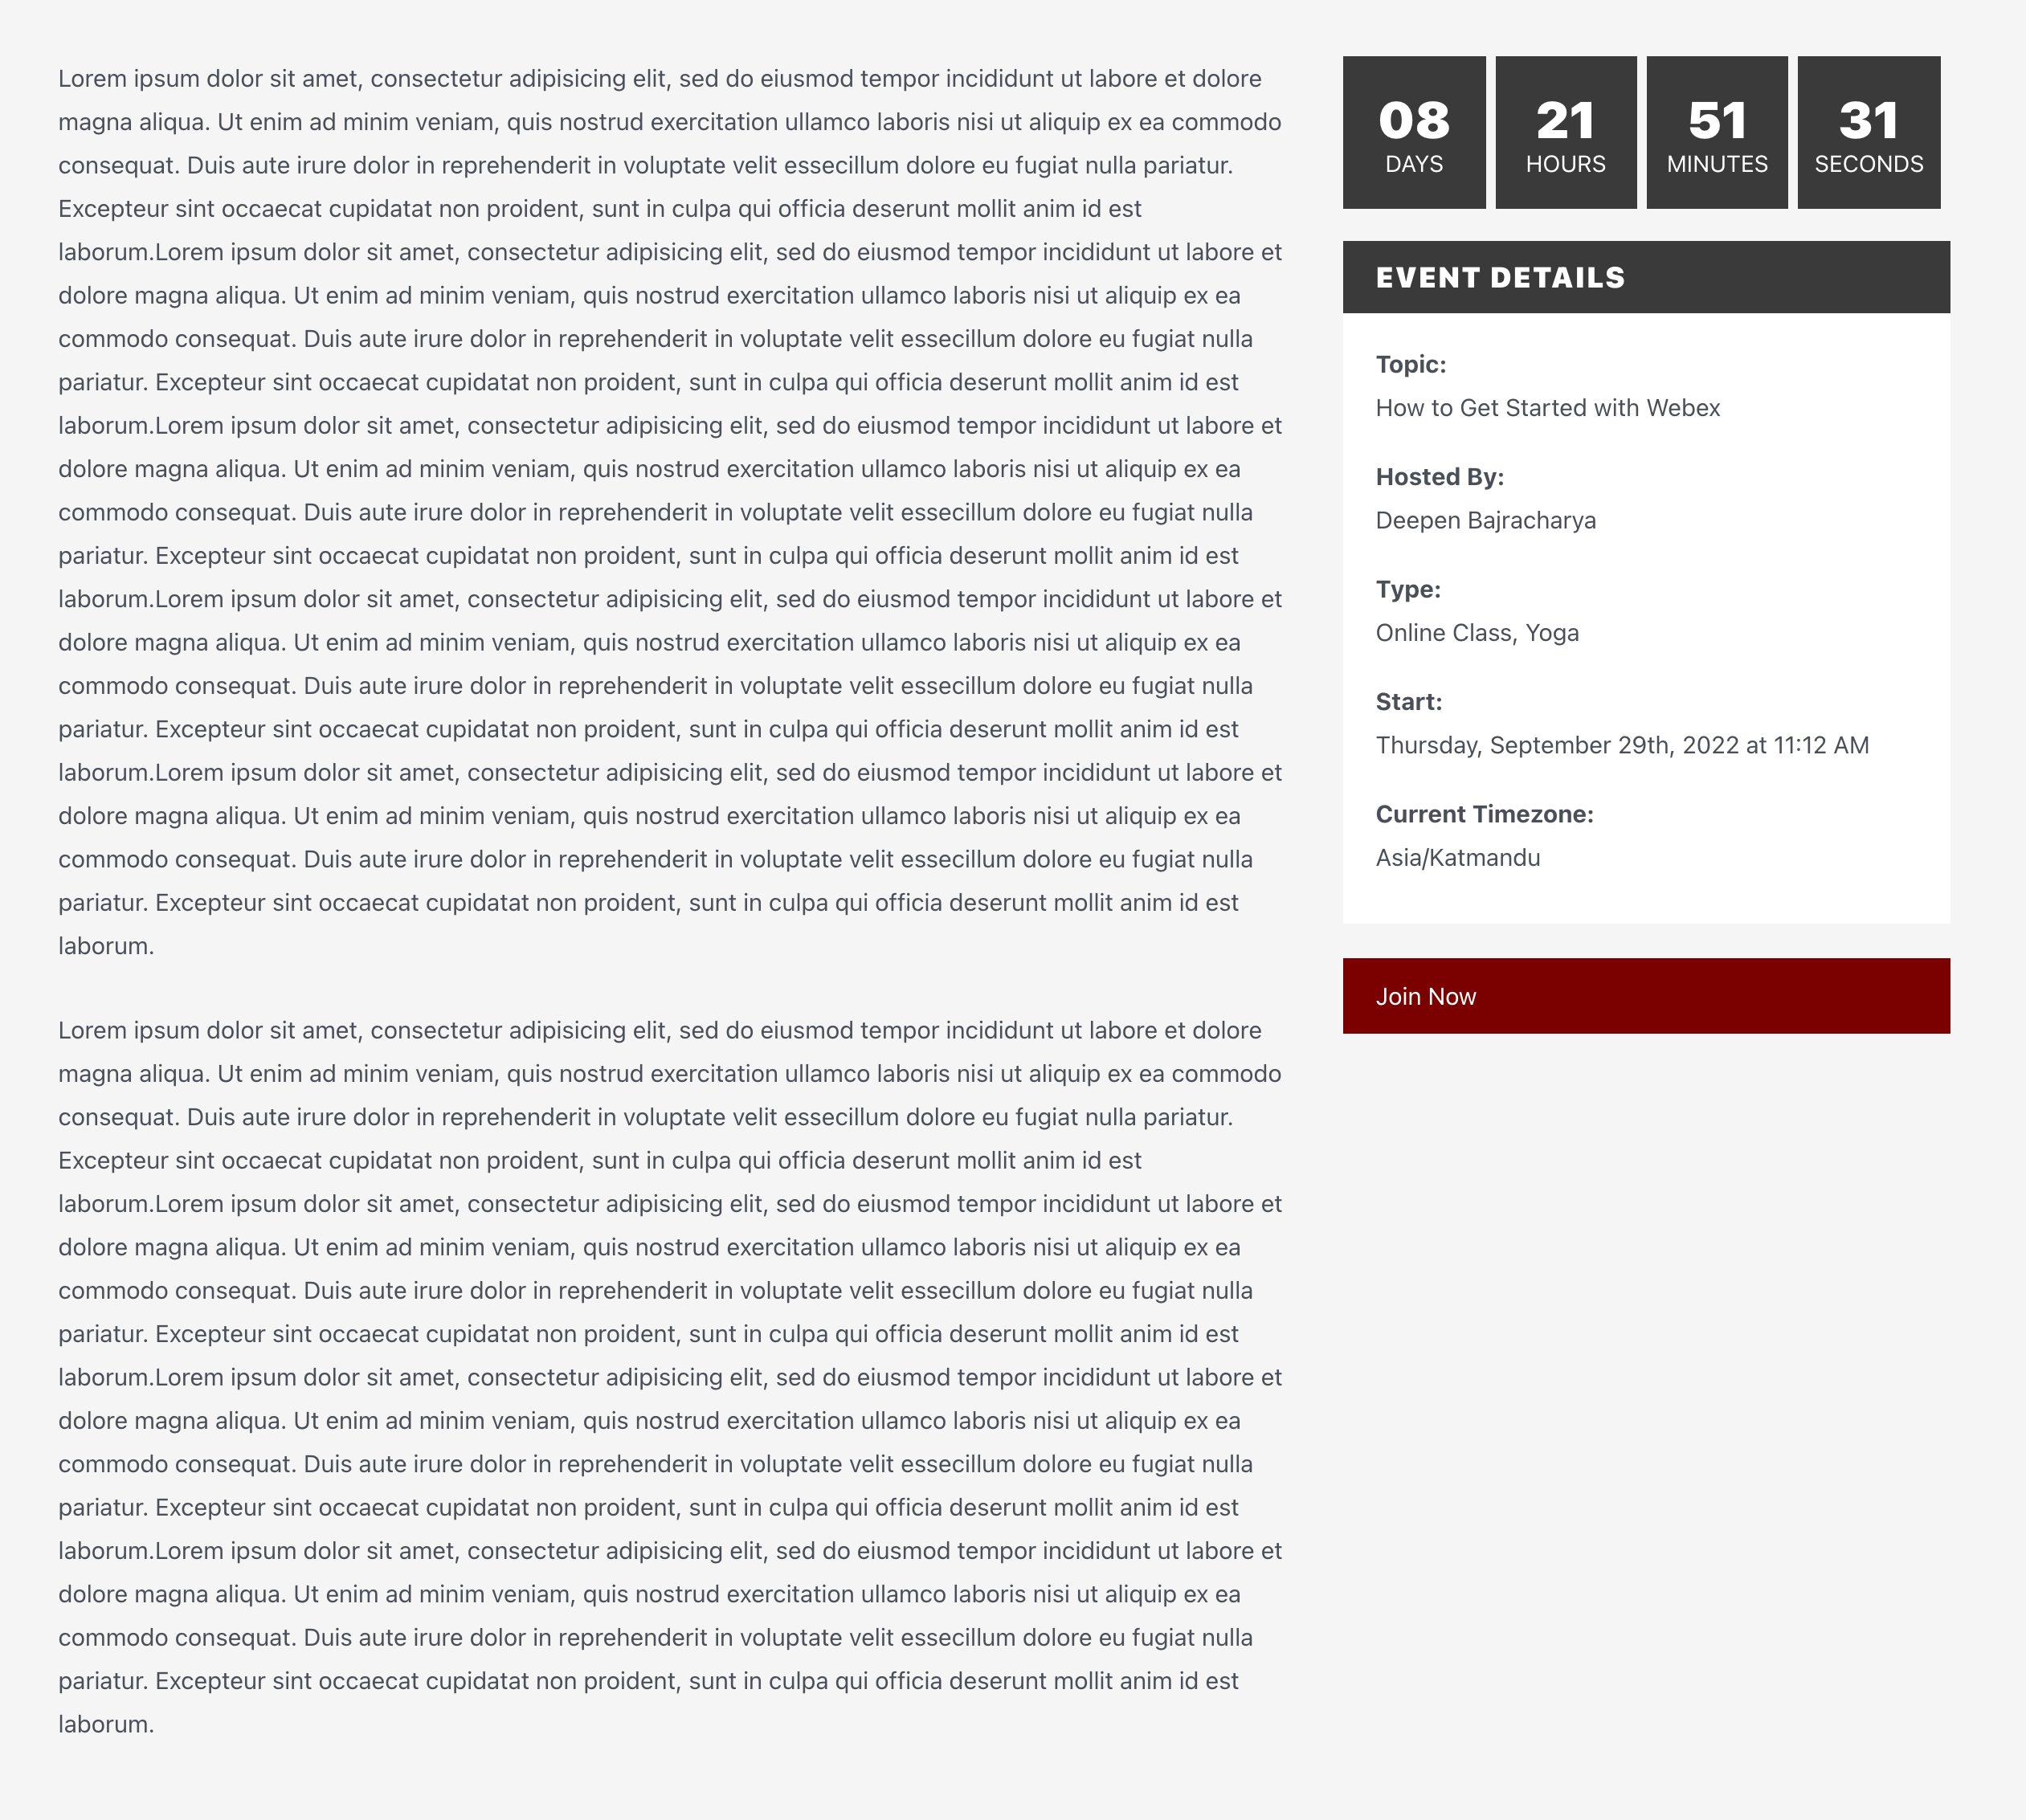 Lorem ipsum dolor sit amet, consectetur adipisicing elit, sed do eiusmod tempor incididunt ut labore et dolore
magna aliqua. Ut enim ad minim veniam, quis nostrud exercitation ullamco laboris nisi ut aliquip ex ea commodo
consequat. Duis aute irure dolor in reprehenderit in voluptate velit essecillum dolore eu fugiat nulla pariatur.
Excepteur sint occaecat cupidatat non proident, sunt in culpa qui officia deserunt mollit anim id est
laborum.Lorem ipsum dolor sit amet, consectetur adipisicing elit, sed do eiusmod tempor incididunt ut labore et
dolore magna aliqua. Ut enim ad minim veniam, quis nostrud exercitation ullamco laboris nisi ut aliquip ex ea
commodo consequat. Duis aute irure dolor in reprehenderit in voluptate velit essecillum dolore eu fugiat nulla
pariatur. Excepteur sint occaecat cupidatat non proident, sunt in culpa qui officia deserunt mollit anim id est
laborum.Lorem ipsum dolor sit amet, consectetur adipisicing elit, sed do eiusmod tempor incididunt ut labore et
dolore magna aliqua. Ut enim ad minim veniam, quis nostrud exercitation ullamco laboris nisi ut aliquip ex ea
commodo consequat. Duis aute irure dolor in reprehenderit in voluptate velit essecillum dolore eu fugiat nulla
pariatur. Excepteur sint occaecat cupidatat non proident, sunt in culpa qui officia deserunt mollit anim id est
laborum.Lorem ipsum dolor sit amet, consectetur adipisicing elit, sed do eiusmod tempor incididunt ut labore et
dolore magna aliqua. Ut enim ad minim veniam, quis nostrud exercitation ullamco laboris nisi ut aliquip ex ea
commodo consequat. Duis aute irure dolor in reprehenderit in voluptate velit essecillum dolore eu fugiat nulla
pariatur. Excepteur sint occaecat cupidatat non proident, sunt in culpa qui officia deserunt mollit anim id est
laborum.Lorem ipsum dolor sit amet, consectetur adipisicing elit, sed do eiusmod tempor incididunt ut labore et
dolore magna aliqua. Ut enim ad minim veniam, quis nostrud exercitation ullamco laboris nisi ut aliquip ex ea
commodo consequat. Duis aute irure dolor in reprehenderit in voluptate velit essecillum dolore eu fugiat nulla
pariatur. Excepteur sint occaecat cupidatat non proident, sunt in culpa qui officia deserunt mollit anim id est
laborum.
Lorem ipsum dolor sit amet, consectetur adipisicing elit, sed do eiusmod tempor incididunt ut labore et dolore
magna aliqua. Ut enim ad minim veniam, quis nostrud exercitation ullamco laboris nisi ut aliquip ex ea commodo
consequat. Duis aute irure dolor in reprehenderit in voluptate velit essecillum dolore eu fugiat nulla pariatur.
Excepteur sint occaecat cupidatat non proident, sunt in culpa qui officia deserunt mollit anim id est
laborum.Lorem ipsum dolor sit amet, consectetur adipisicing elit, sed do eiusmod tempor incididunt ut labore et
dolore magna aliqua. Ut enim ad minim veniam, quis nostrud exercitation ullamco laboris nisi ut aliquip ex ea
commodo consequat. Duis aute irure dolor in reprehenderit in voluptate velit essecillum dolore eu fugiat nulla
pariatur. Excepteur sint occaecat cupidatat non proident, sunt in culpa qui officia deserunt mollit anim id est
laborum.Lorem ipsum dolor sit amet, consectetur adipisicing elit, sed do eiusmod tempor incididunt ut labore et
dolore magna aliqua. Ut enim ad minim veniam, quis nostrud exercitation ullamco laboris nisi ut aliquip ex ea
commodo consequat. Duis aute irure dolor in reprehenderit in voluptate velit essecillum dolore eu fugiat nulla
pariatur. Excepteur sint occaecat cupidatat non proident, sunt in culpa qui officia deserunt mollit anim id est
laborum.Lorem ipsum dolor sit amet, consectetur adipisicing elit, sed do eiusmod tempor incididunt ut labore et
dolore magna aliqua. Ut enim ad minim veniam, quis nostrud exercitation ullamco laboris nisi ut aliquip ex ea
commodo consequat. Duis aute irure dolor in reprehenderit in voluptate velit essecillum dolore eu fugiat nulla
pariatur. Excepteur sint occaecat cupidatat non proident, sunt in culpa qui officia deserunt mollit anim id est
laborum.
08 21 51 31
DAYS HOURS MINUTES SECONDS
EVENT DETAILS
Topic:
How to Get Started with Webex
Hosted By:
Deepen Bajracharya
Type:
Online Class, Yoga
Start:
Thursday, September 29th, 2022 at 11:12 AM
Current Timezone:
Asia/Katmandu
Join Now